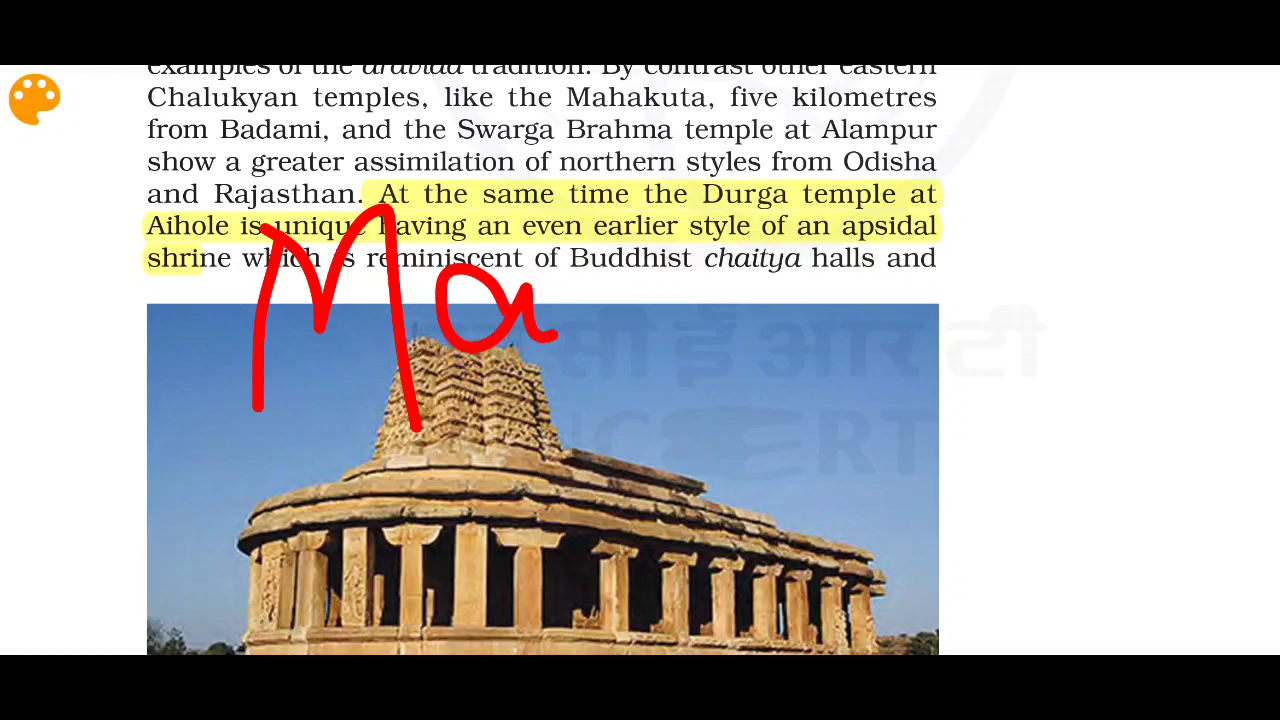 examples of the dravida tradition. By contrast other eastern
Chalukyan temples, like the Mahakuta, five kilometres
from Badami, and the Swarga Brahma temple at Alampur
show a greater assimilation of northern styles from Odisha
and Rajasthan. At the same time the Durga temple at
Aihole is unique having an even earlier style of an apsidal
shrine which is reminiscent of Buddhist chaitya halls and
Ma
सी ई आर टी
NCERT